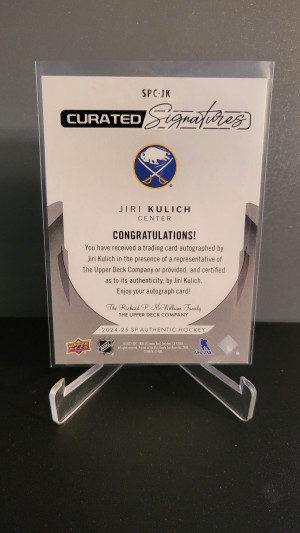 SPC-JK
CURATED Signatures
JIRI KULICH
CENTER
CONGRATULATIONS!
You have received a trading card autographed by
Jiri Kulich in the presence of a representative of
The Upper Deck Company or provided, and certified
as to its authenticity, by Jiri Kulich.
Enjoy your autograph card!
The Richard P. McWilliam Family
THE UPPER DECK COMPANY
2024-25 SP AUTHENTIC HOCKEY